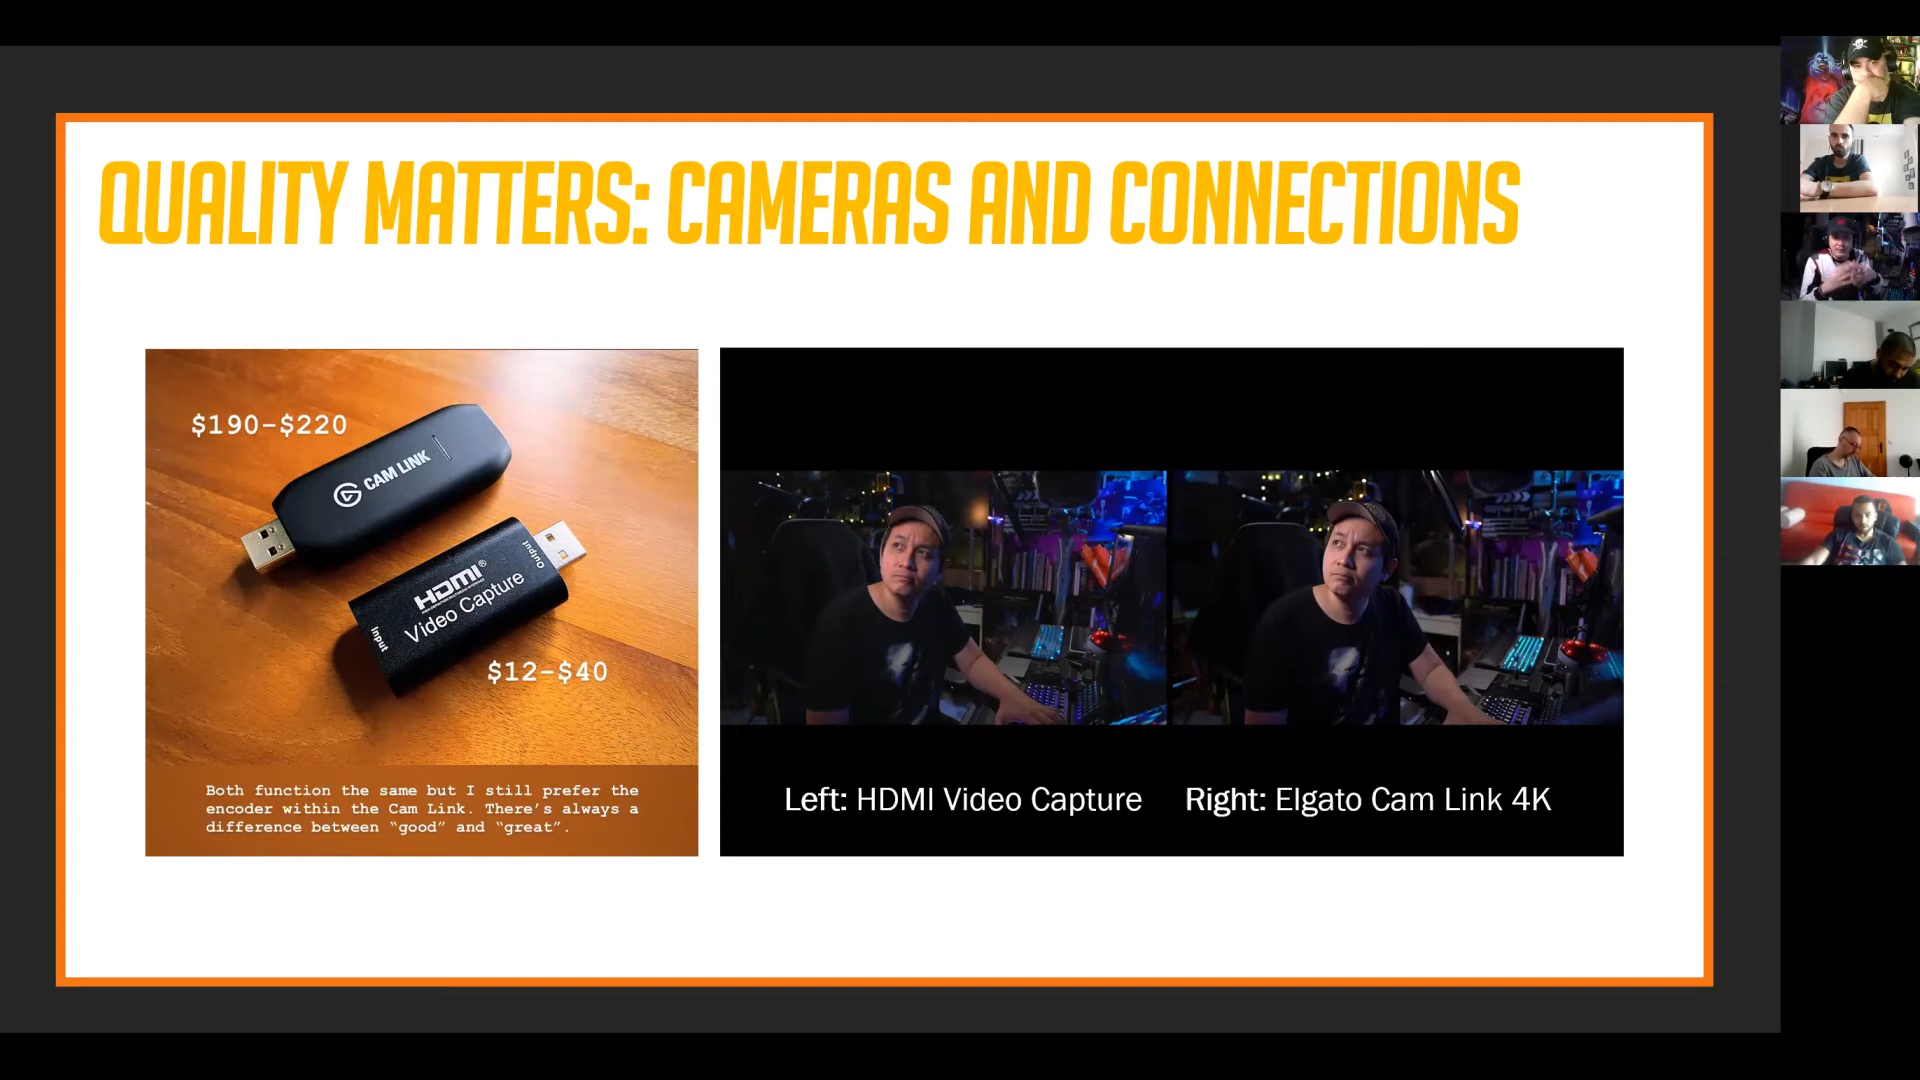 QUALITY MATTERS: CAMERAS AND CONNECTIONS
$190-$220
CAM LINK
Output
HDMI®
Video Capture
Input
$12-$40
Both function the same but I still prefer the
encoder within the Cam Link. There's always a
difference between "good" and "great".
Left: HDMI Video Capture
Right: Elgato Cam Link 4K